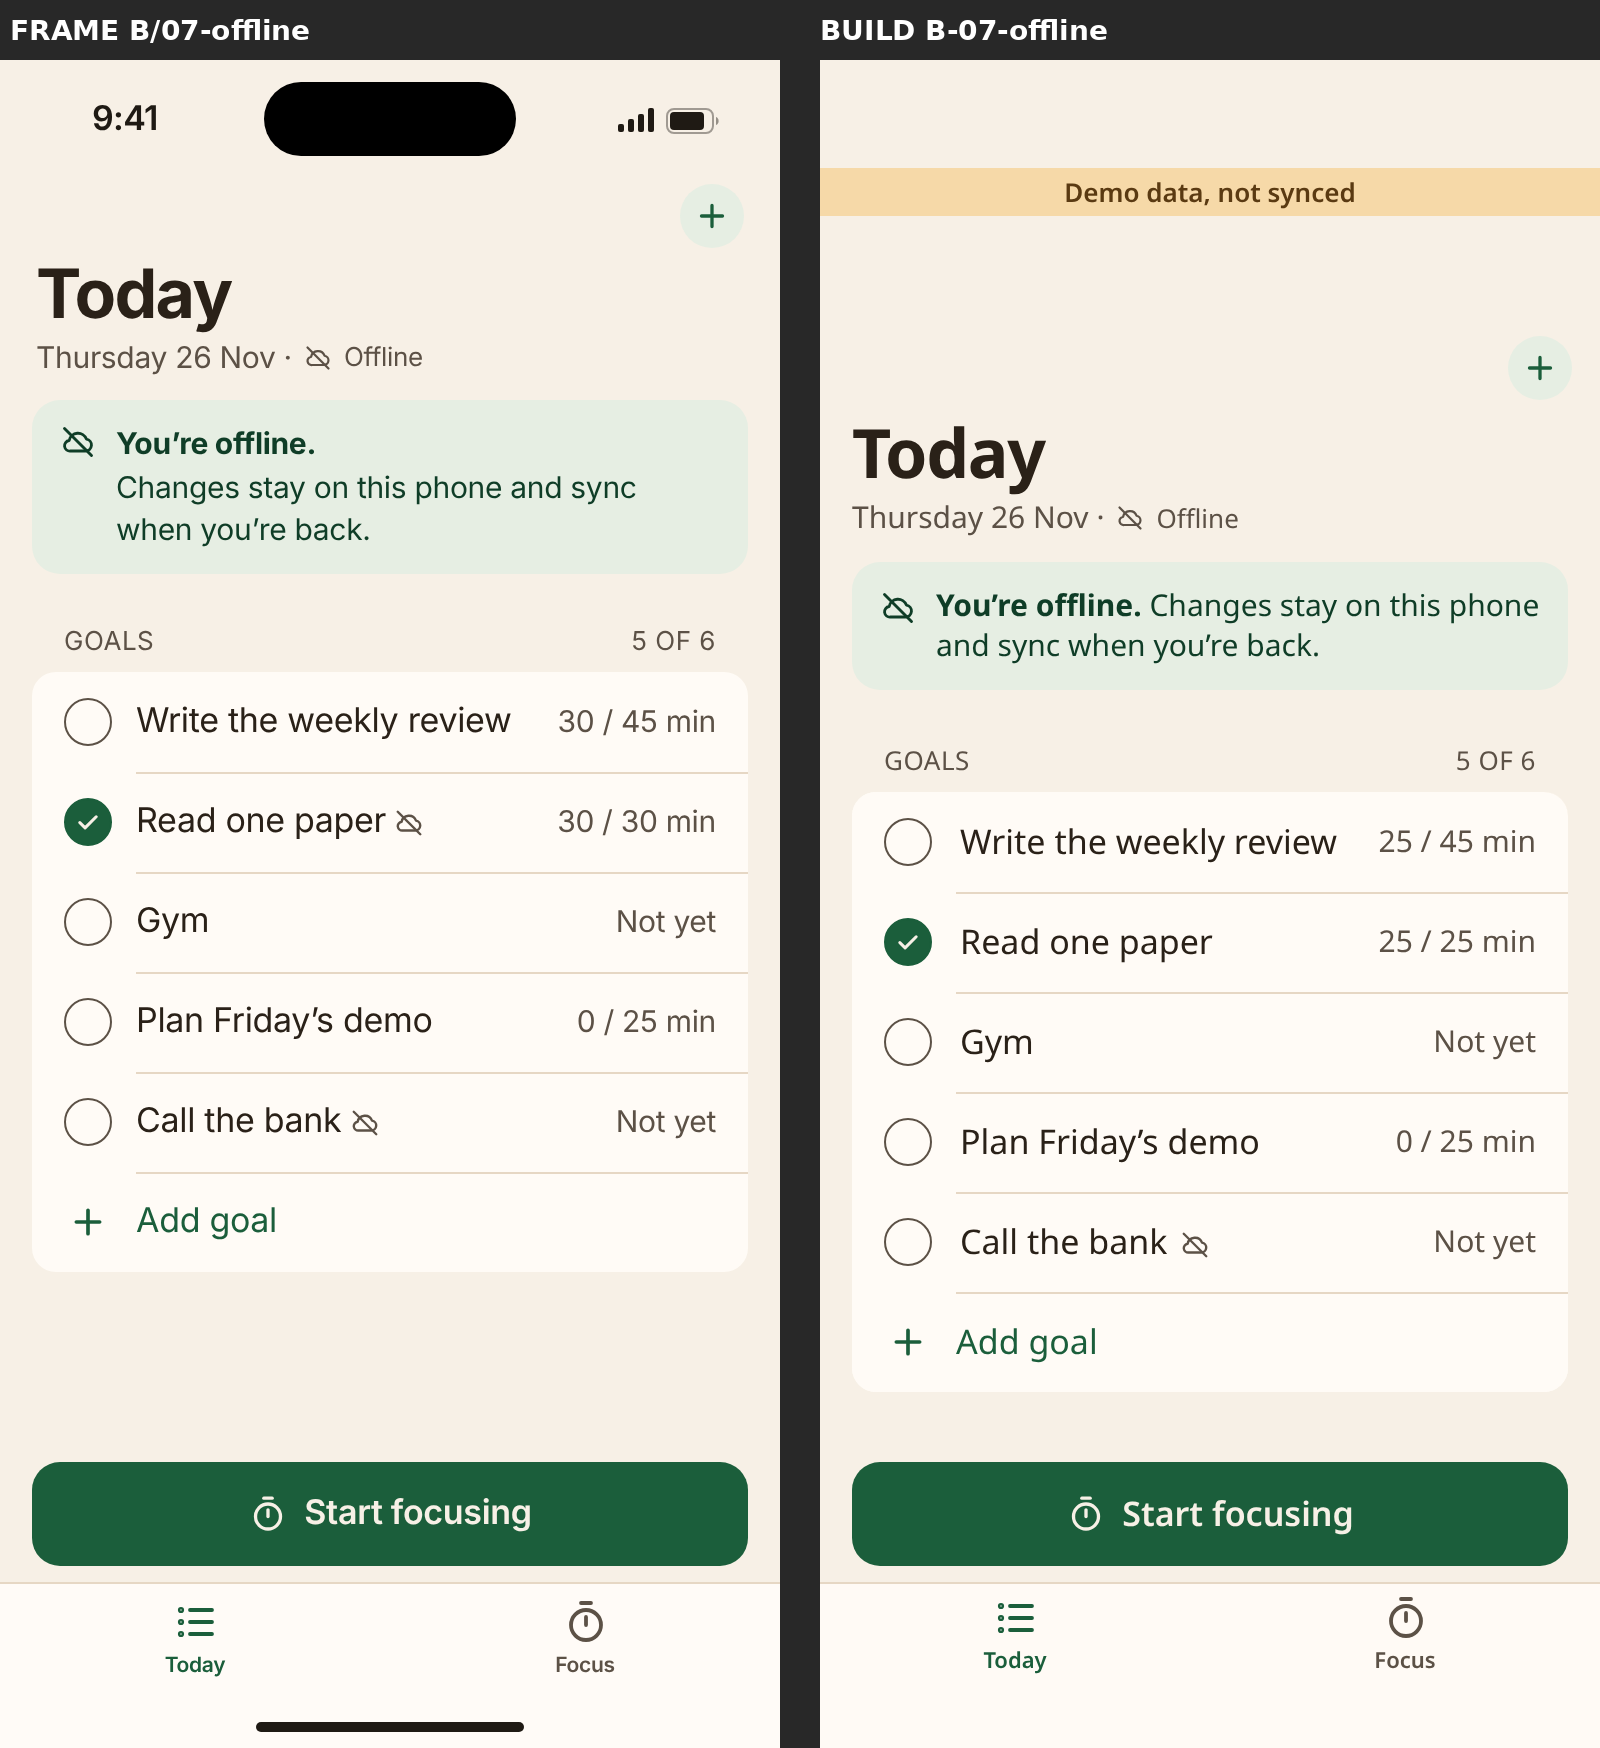 FRAME B/07-offline
9:41
Today
Thursday 26 Nov · Offline
You’re offline.
Changes stay on this phone and sync
when you’re back.
GOALS 5 OF 6
Write the weekly review 30 / 45 min
Read one paper 30 / 30 min
Gym Not yet
Plan Friday’s demo 0 / 25 min
Call the bank Not yet
Add goal
Start focusing
Today Focus
BUILD B-07-offline
Demo data, not synced
Today
Thursday 26 Nov · Offline
You’re offline. Changes stay on this phone
and sync when you’re back.
GOALS 5 OF 6
Write the weekly review 25 / 45 min
Read one paper 25 / 25 min
Gym Not yet
Plan Friday’s demo 0 / 25 min
Call the bank Not yet
Add goal
Start focusing
Today Focus